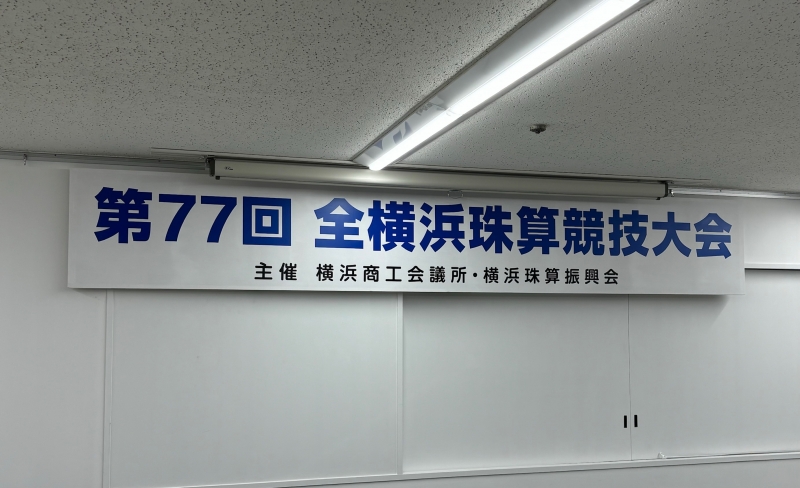 第77回 全横浜珠算競技大会
主催 横浜商工会議所・横浜珠算振興会